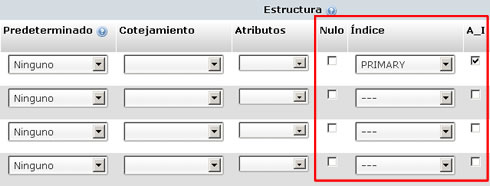 Estructura
Predeterminado Cotejamiento Atributos Nulo Índice A_I
Ninguno PRIMARY
Ninguno ---
Ninguno ---
Ninguno ---